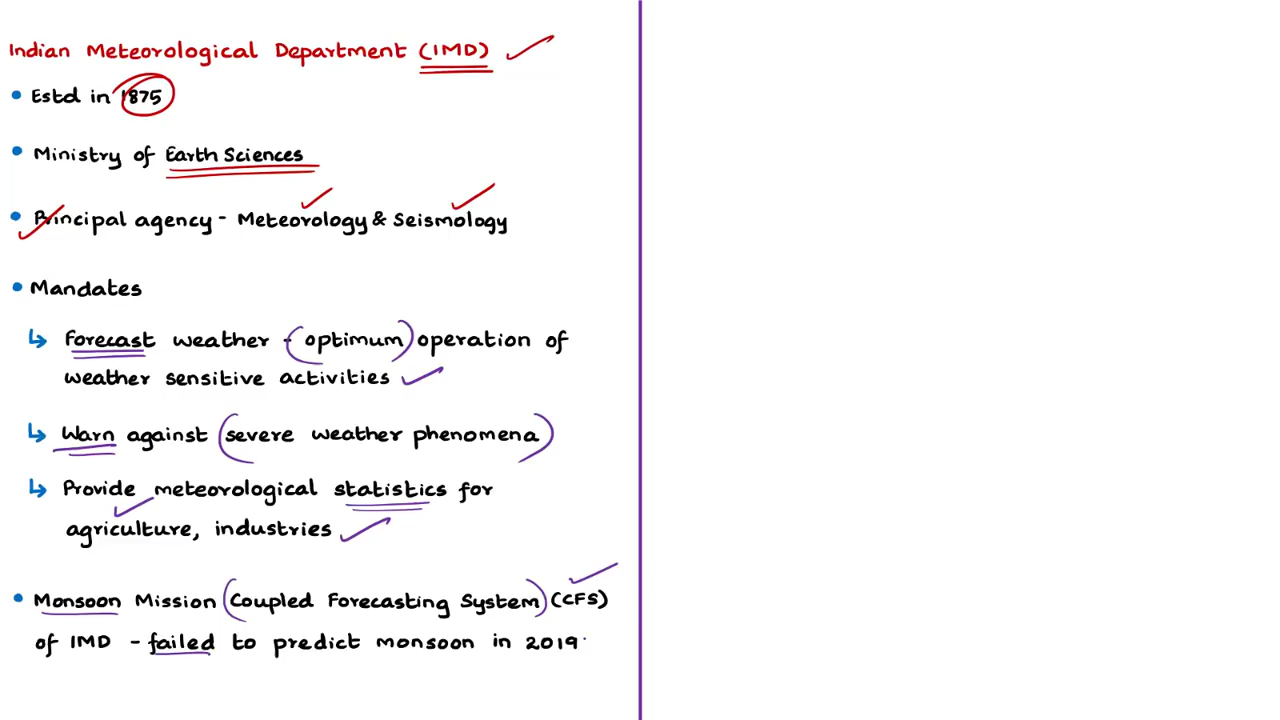 Indian Meteorological Department (IMD)
• Estd in 1875
• Ministry of Earth Sciences
• Principal agency - Meteorology & Seismology
• Mandates
↳ Forecast weather - (optimum) operation of
weather sensitive activities
↳ Warn against (severe weather phenomena)
↳ Provide meteorological statistics for
agriculture, industries
• Monsoon Mission (Coupled Forecasting System) (CFS)
of IMD - failed to predict monsoon in 2019